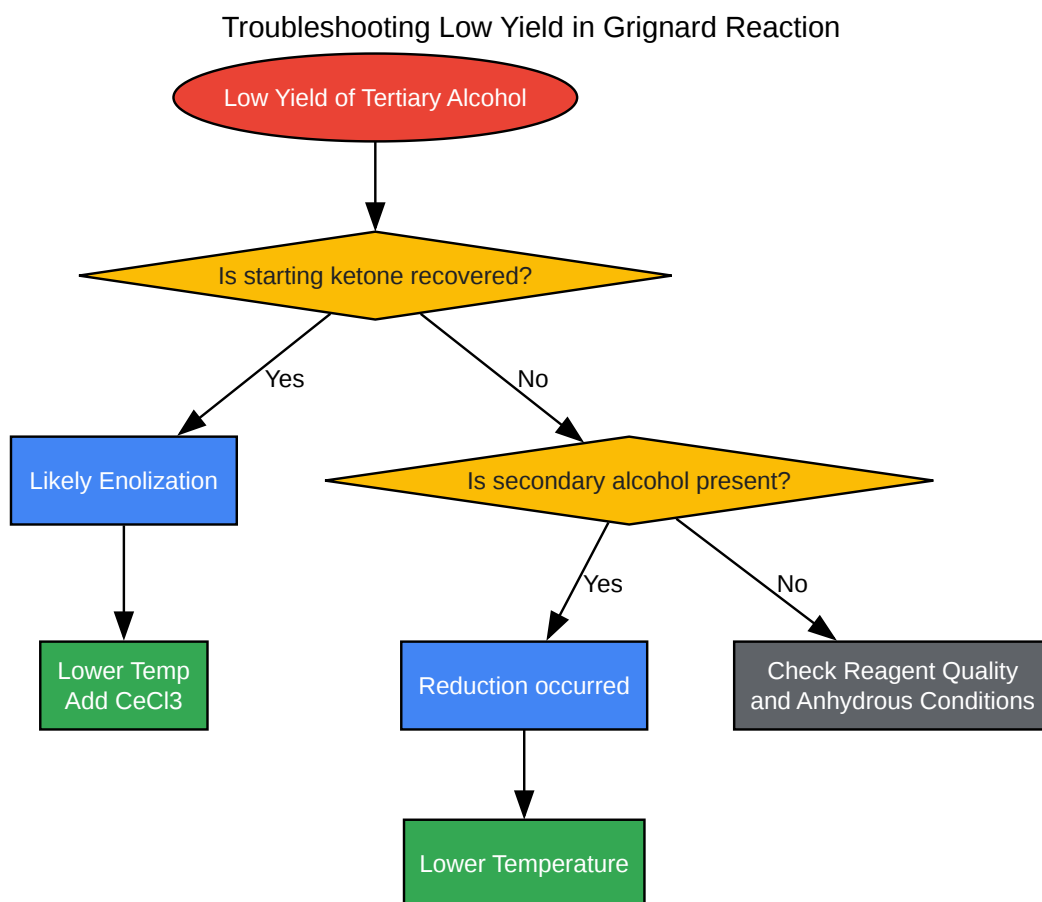 Troubleshooting Low Yield in Grignard Reaction
Low Yield of Tertiary Alcohol
Is starting ketone recovered?
Yes
No
Likely Enolization
Is secondary alcohol present?
Yes
No
Lower Temp
Add CeCl3
Reduction occurred
Check Reagent Quality
and Anhydrous Conditions
Lower Temperature